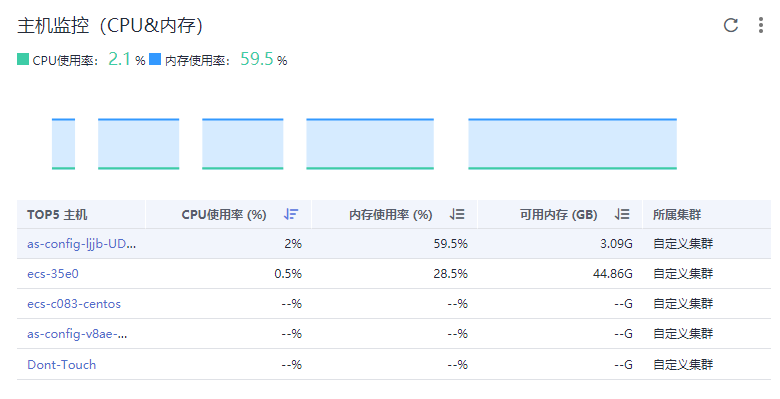 主机监控（CPU&内存）
CPU使用率： 2.1 % 内存使用率： 59.5 %
TOP5 主机 CPU使用率 (%) 内存使用率 (%) 可用内存 (GB) 所属集群
as-config-ljjb-UD... 2% 59.5% 3.09G 自定义集群
ecs-35e0 0.5% 28.5% 44.86G 自定义集群
ecs-c083-centos --% --% --G 自定义集群
as-config-v8ae-... --% --% --G 自定义集群
Dont-Touch --% --% --G 自定义集群